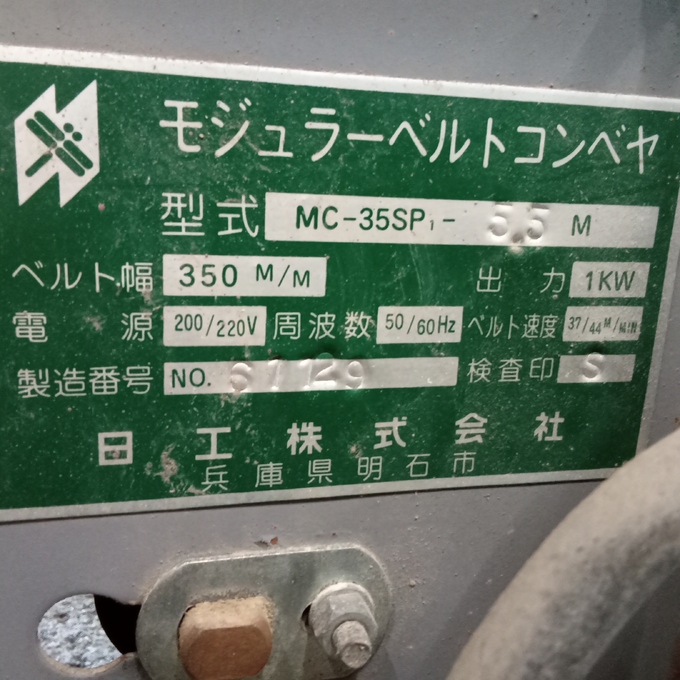 モジュラーベルトコンベヤ
型式 MC-35SP1- 5.5 M
ベルト幅 350 M/M 出力 1KW
電源 200/220V 周波数 50/60Hz ベルト速度 37/44M/MIN
製造番号 NO. 67129 検査印 S
日工株式会社
兵庫県明石市